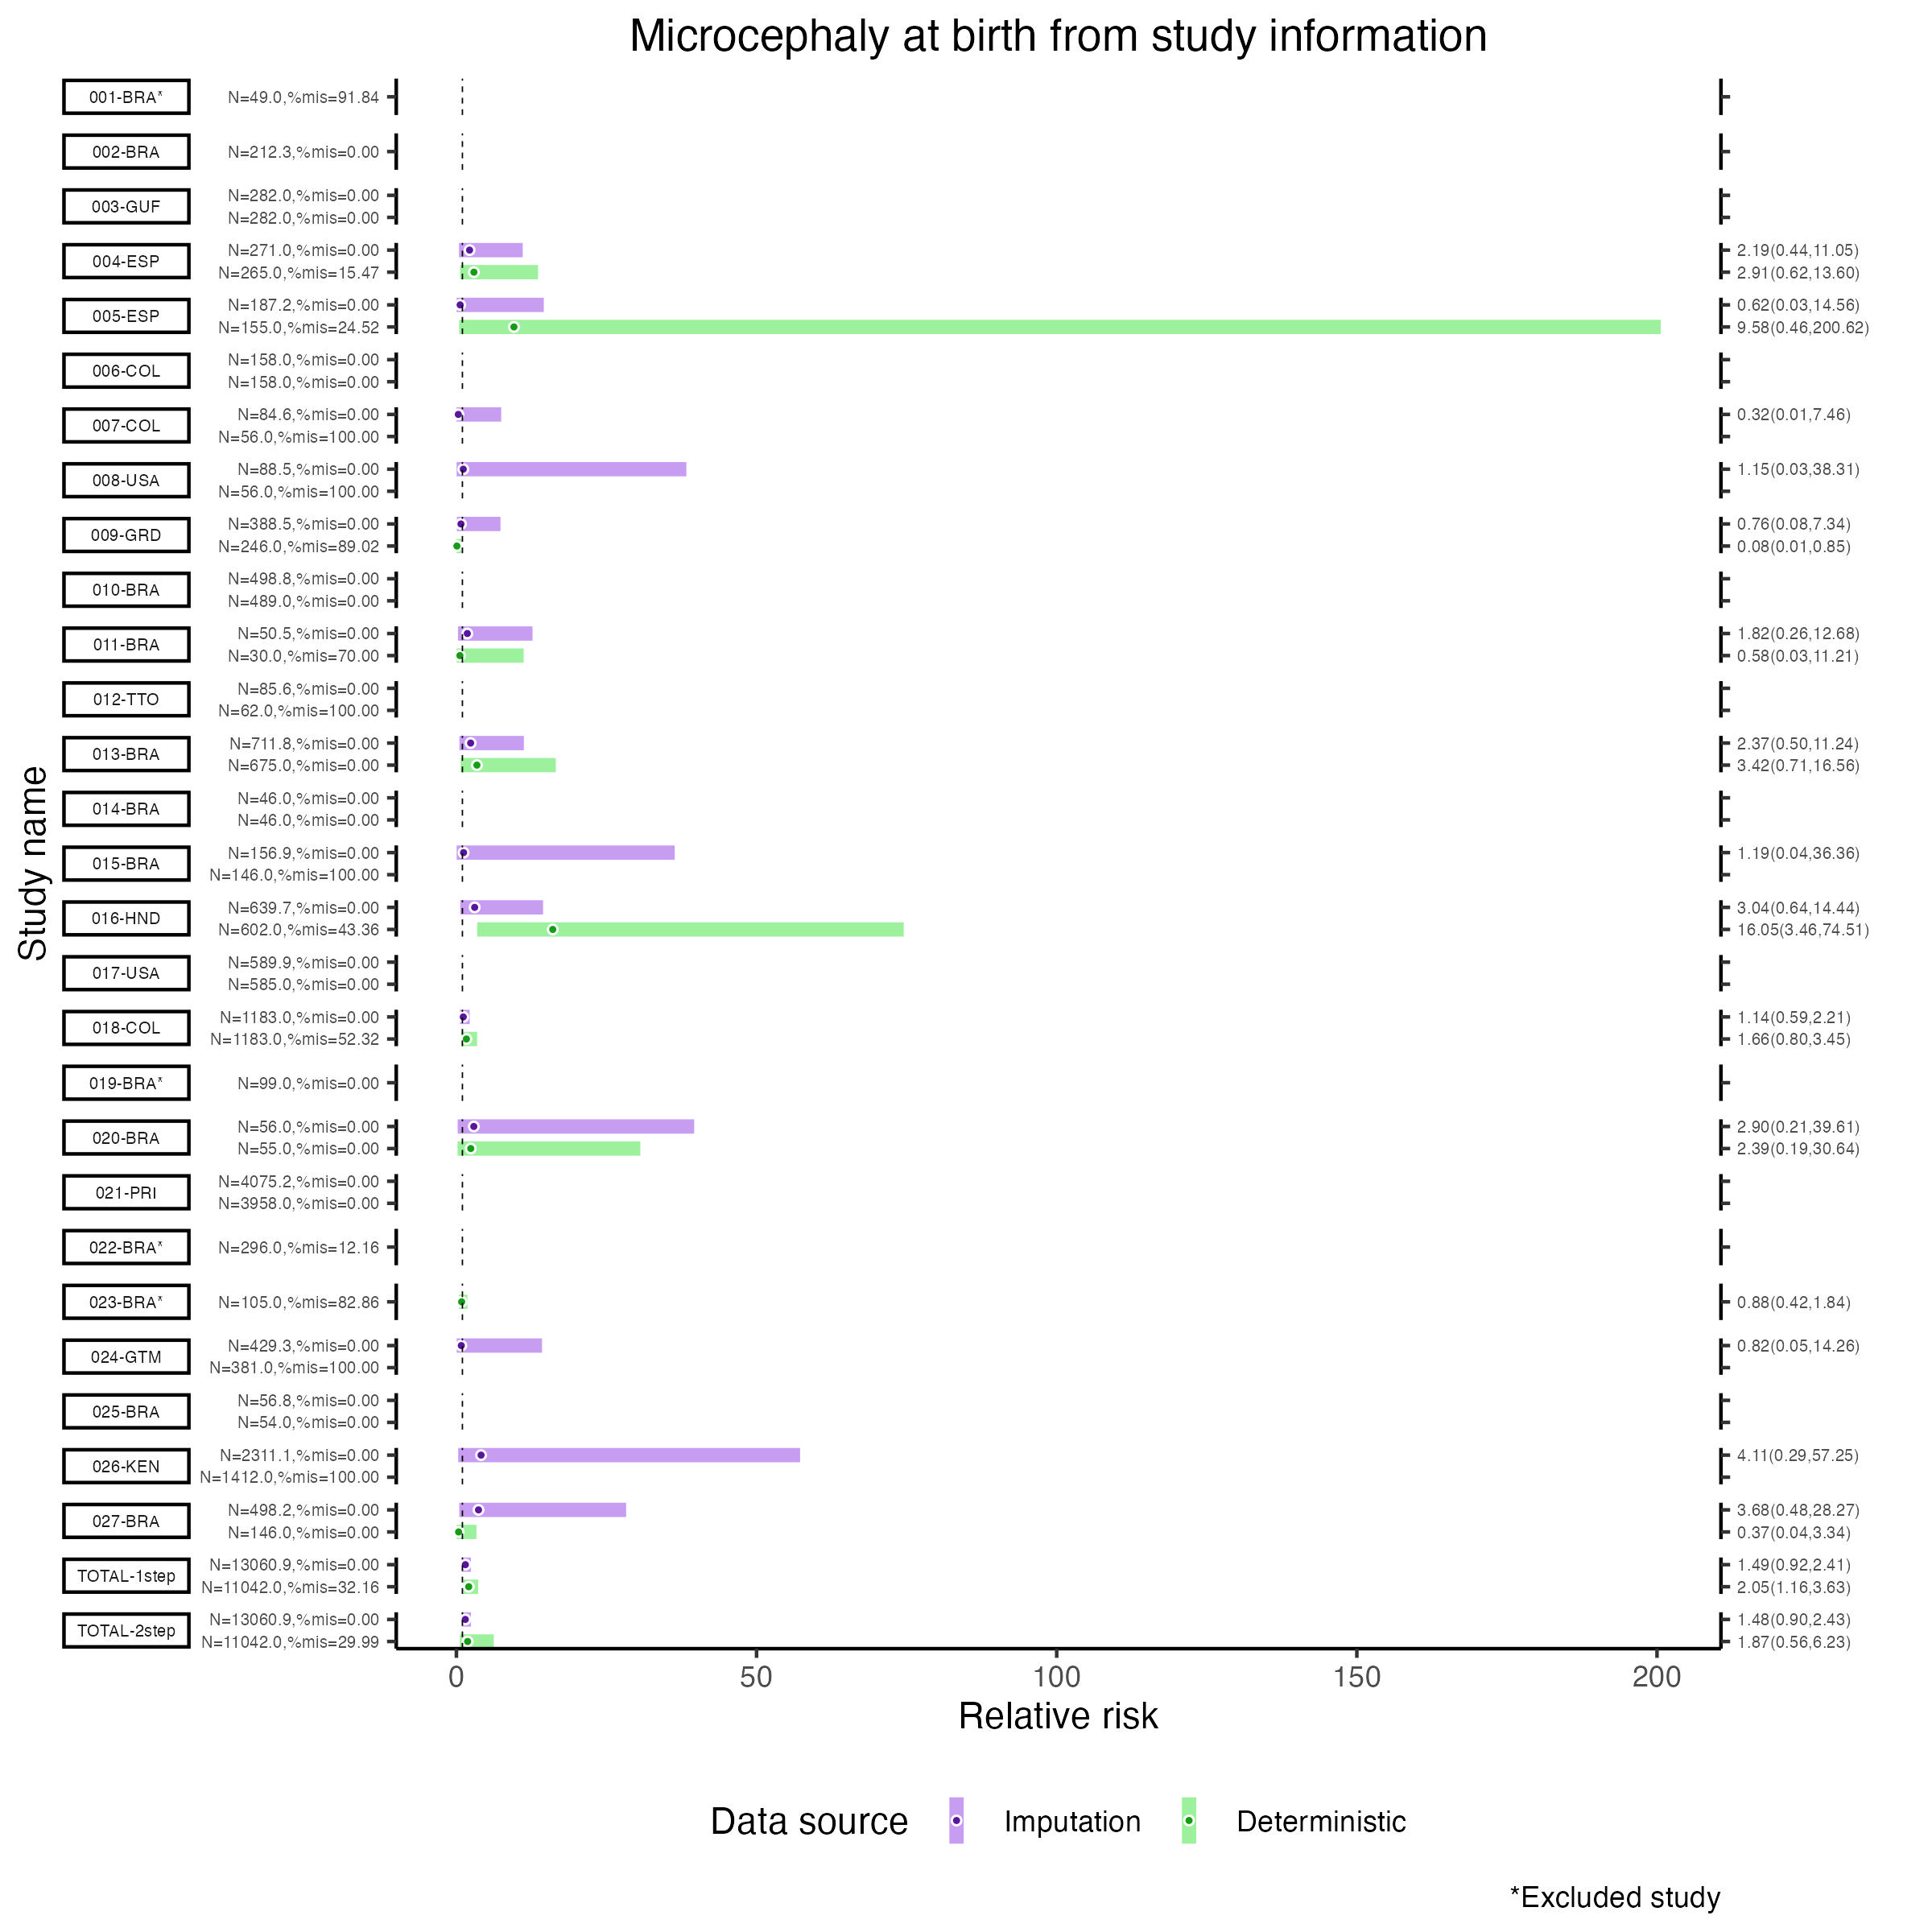 Microcephaly at birth from study information
Study name
001-BRA* N=49.0,%mis=91.84
002-BRA N=212.3,%mis=0.00
003-GUF N=282.0,%mis=0.00
N=282.0,%mis=0.00
004-ESP N=271.0,%mis=0.00 2.19(0.44,11.05)
N=265.0,%mis=15.47 2.91(0.62,13.60)
005-ESP N=187.2,%mis=0.00 0.62(0.03,14.56)
N=155.0,%mis=24.52 9.58(0.46,200.62)
006-COL N=158.0,%mis=0.00
N=158.0,%mis=0.00
007-COL N=84.6,%mis=0.00 0.32(0.01,7.46)
N=56.0,%mis=100.00
008-USA N=88.5,%mis=0.00 1.15(0.03,38.31)
N=56.0,%mis=100.00
009-GRD N=388.5,%mis=0.00 0.76(0.08,7.34)
N=246.0,%mis=89.02 0.08(0.01,0.85)
010-BRA N=498.8,%mis=0.00
N=489.0,%mis=0.00
011-BRA N=50.5,%mis=0.00 1.82(0.26,12.68)
N=30.0,%mis=70.00 0.58(0.03,11.21)
012-TTO N=85.6,%mis=0.00
N=62.0,%mis=100.00
013-BRA N=711.8,%mis=0.00 2.37(0.50,11.24)
N=675.0,%mis=0.00 3.42(0.71,16.56)
014-BRA N=46.0,%mis=0.00
N=46.0,%mis=0.00
015-BRA N=156.9,%mis=0.00 1.19(0.04,36.36)
N=146.0,%mis=100.00
016-HND N=639.7,%mis=0.00 3.04(0.64,14.44)
N=602.0,%mis=43.36 16.05(3.46,74.51)
017-USA N=589.9,%mis=0.00
N=585.0,%mis=0.00
018-COL N=1183.0,%mis=0.00 1.14(0.59,2.21)
N=1183.0,%mis=52.32 1.66(0.80,3.45)
019-BRA* N=99.0,%mis=0.00
020-BRA N=56.0,%mis=0.00 2.90(0.21,39.61)
N=55.0,%mis=0.00 2.39(0.19,30.64)
021-PRI N=4075.2,%mis=0.00
N=3958.0,%mis=0.00
022-BRA* N=296.0,%mis=12.16
023-BRA* N=105.0,%mis=82.86 0.88(0.42,1.84)
024-GTM N=429.3,%mis=0.00 0.82(0.05,14.26)
N=381.0,%mis=100.00
025-BRA N=56.8,%mis=0.00
N=54.0,%mis=0.00
026-KEN N=2311.1,%mis=0.00 4.11(0.29,57.25)
N=1412.0,%mis=100.00
027-BRA N=498.2,%mis=0.00 3.68(0.48,28.27)
N=146.0,%mis=0.00 0.37(0.04,3.34)
TOTAL-1step N=13060.9,%mis=0.00 1.49(0.92,2.41)
N=11042.0,%mis=32.16 2.05(1.16,3.63)
TOTAL-2step N=13060.9,%mis=0.00 1.48(0.90,2.43)
N=11042.0,%mis=29.99 1.87(0.56,6.23)
0 50 100 150 200
Relative risk
Data source Imputation Deterministic
*Excluded study